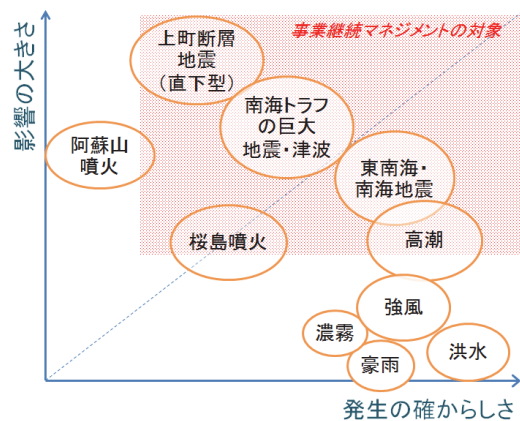 事業継続マネジメントの対象
影響の大きさ
上町断層
地震
（直下型）
南海トラフ
の巨大
地震・津波
阿蘇山
噴火
東南海・
南海地震
桜島噴火
高潮
強風
濃霧
豪雨
洪水
発生の確からしさ